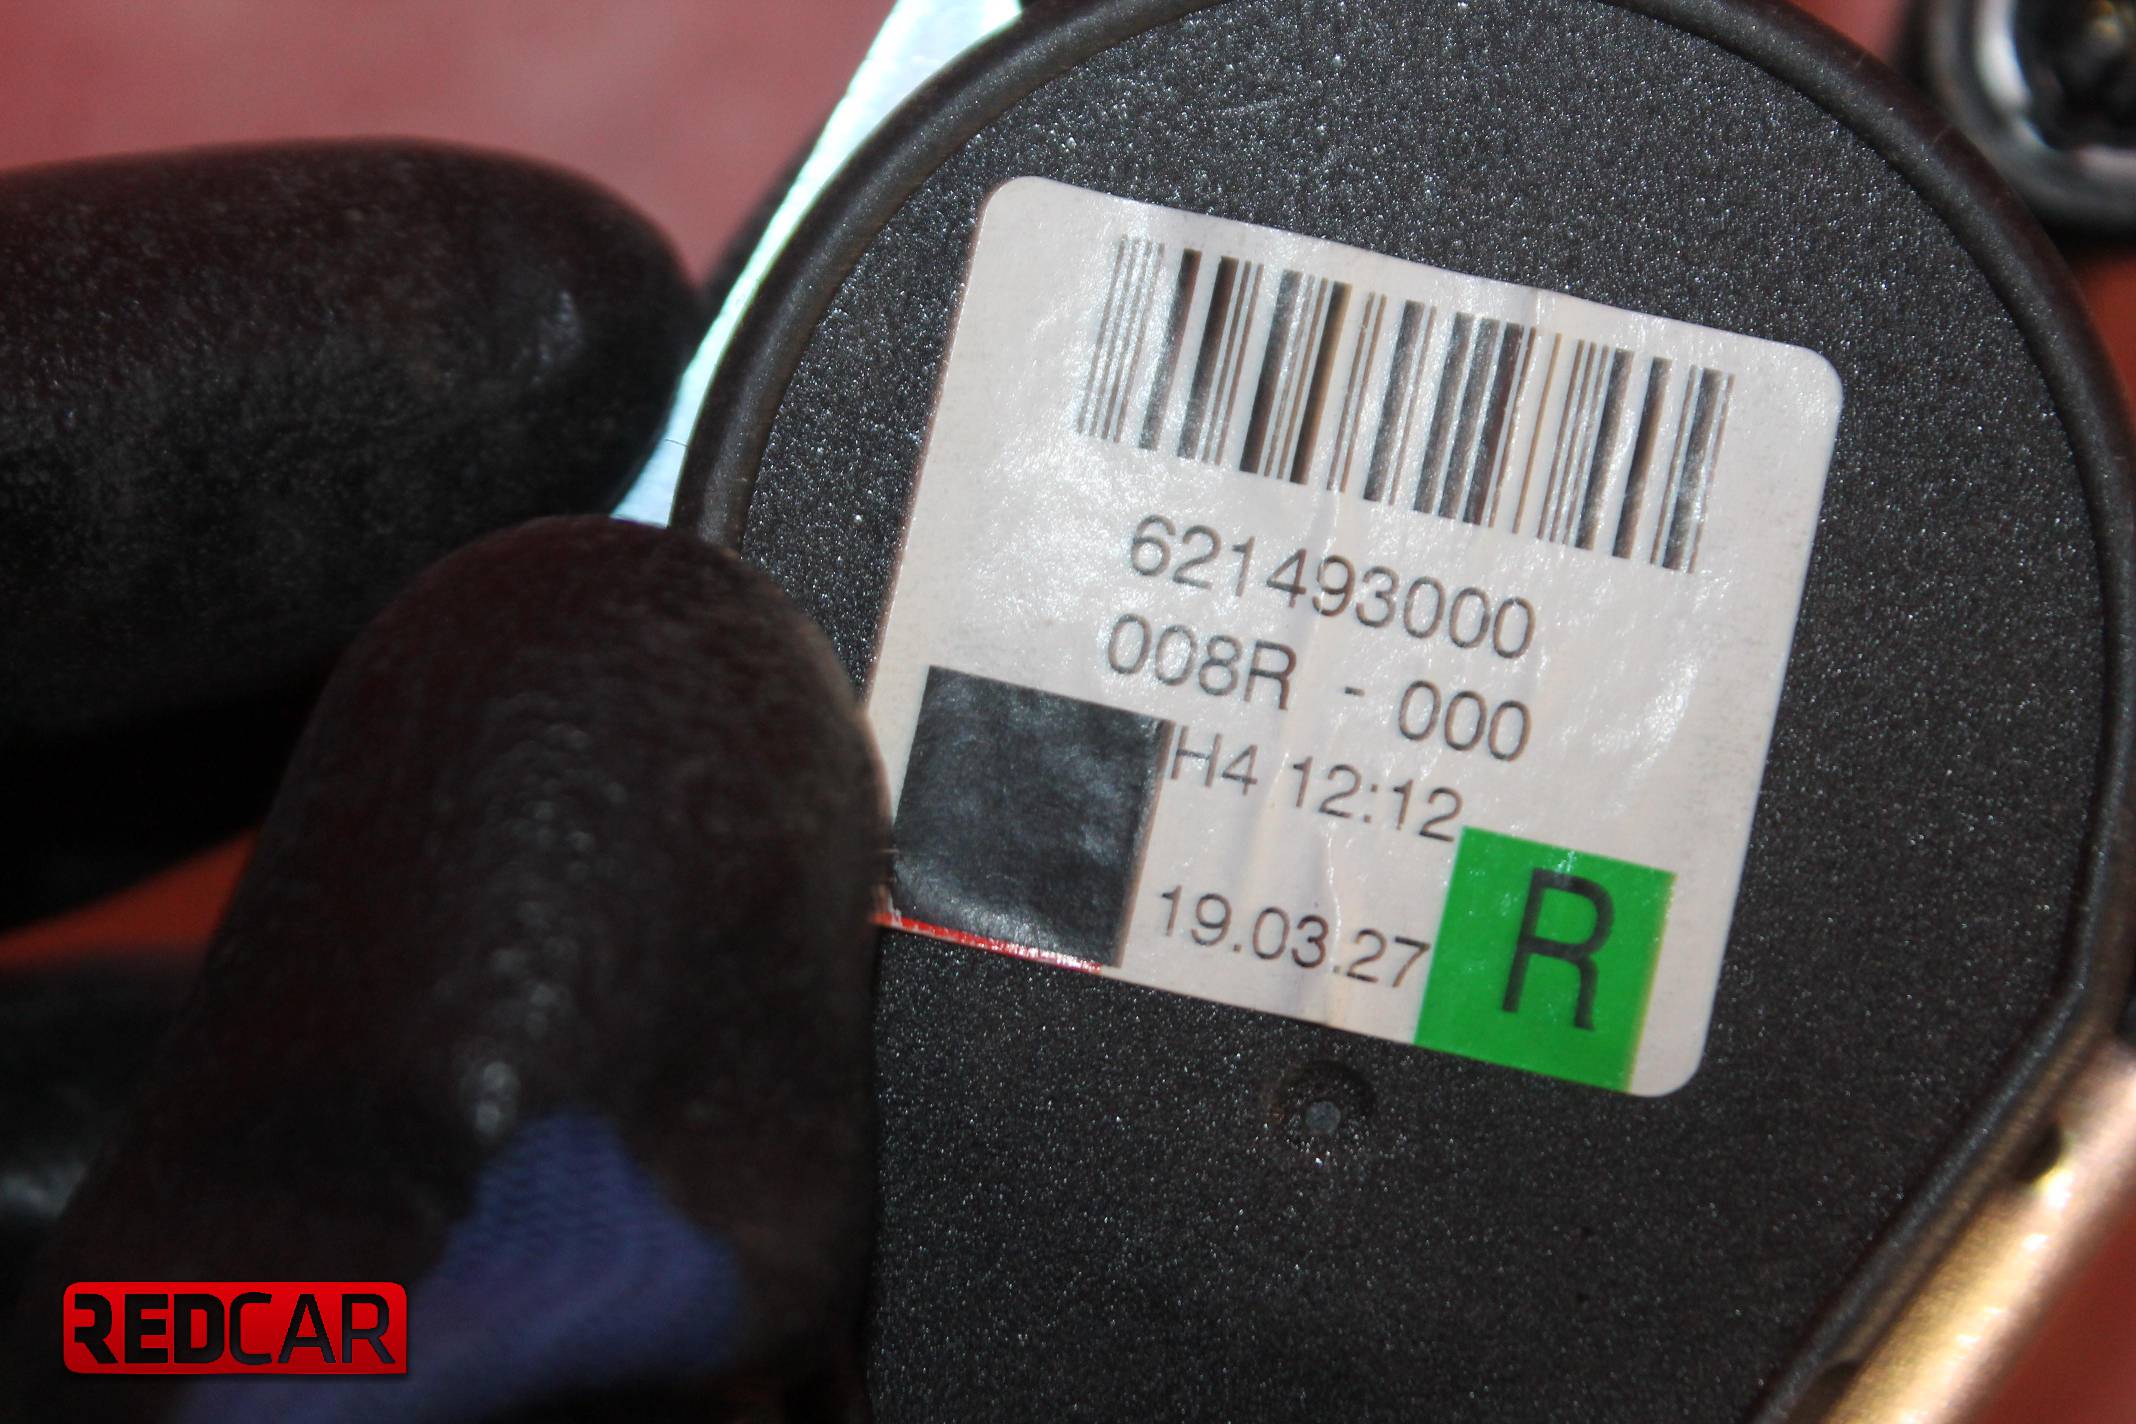 621493000
008R - 000
H4 12:12
19.03.27
R
REDCAR